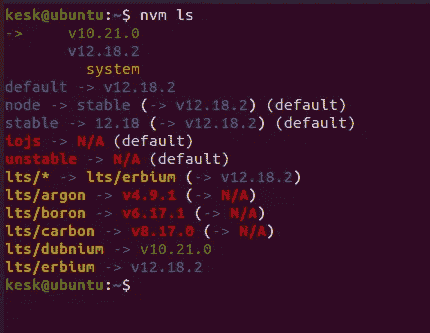 kesk@ubuntu:~$ nvm ls
->      v10.21.0
        v12.18.2
          system
default -> v12.18.2
node -> stable (-> v12.18.2) (default)
stable -> 12.18 (-> v12.18.2) (default)
iojs -> N/A (default)
unstable -> N/A (default)
lts/* -> lts/erbium (-> v12.18.2)
lts/argon -> v4.9.1 (-> N/A)
lts/boron -> v6.17.1 (-> N/A)
lts/carbon -> v8.17.0 (-> N/A)
lts/dubnium -> v10.21.0
lts/erbium -> v12.18.2
kesk@ubuntu:~$